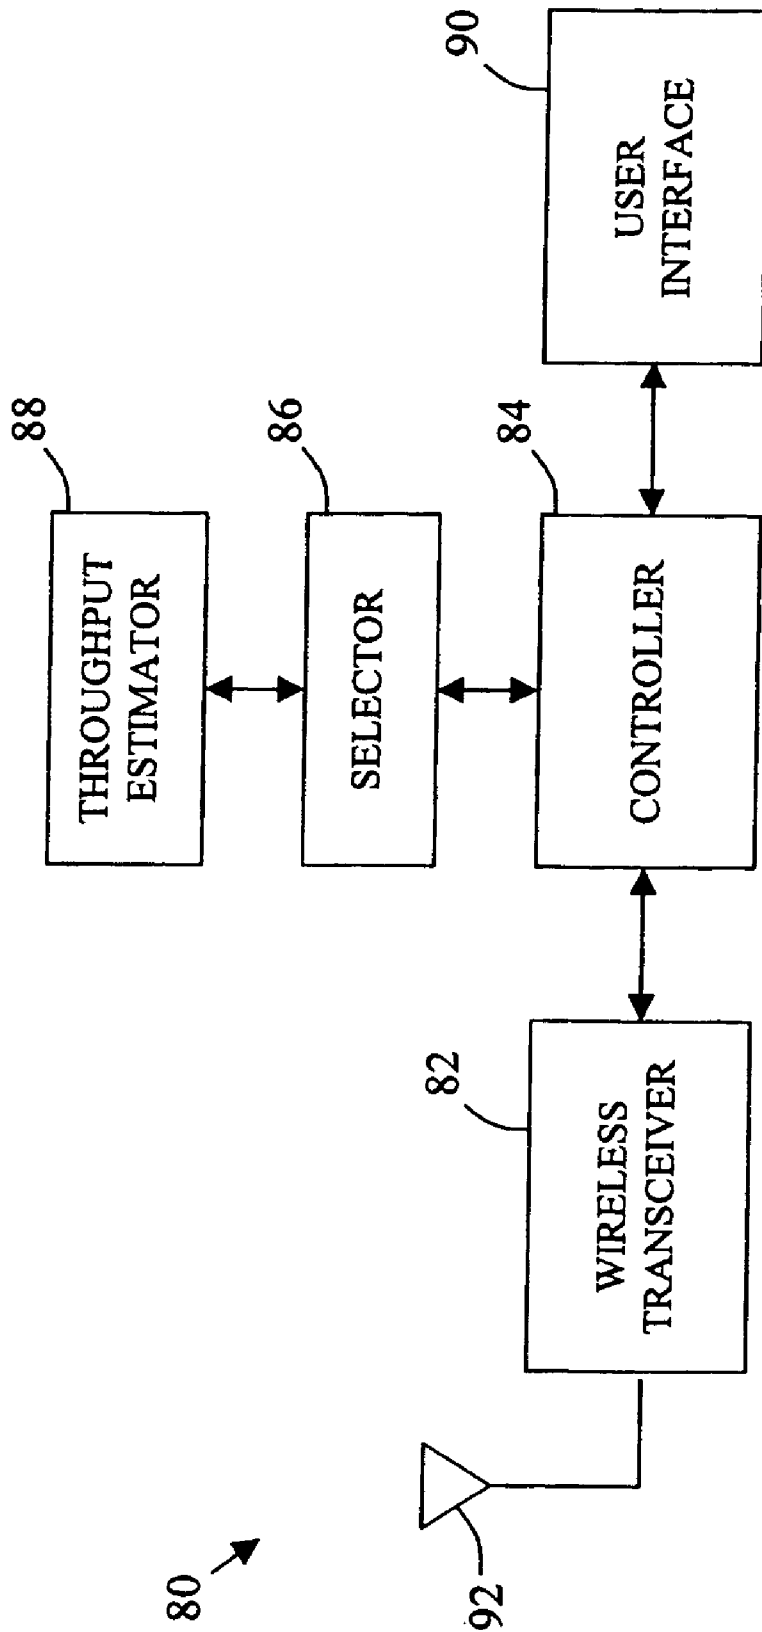 88
THROUGHPUT
ESTIMATOR
86
SELECTOR
80
92
82
WIRELESS
TRANSCEIVER
84
CONTROLLER
90
USER
INTERFACE